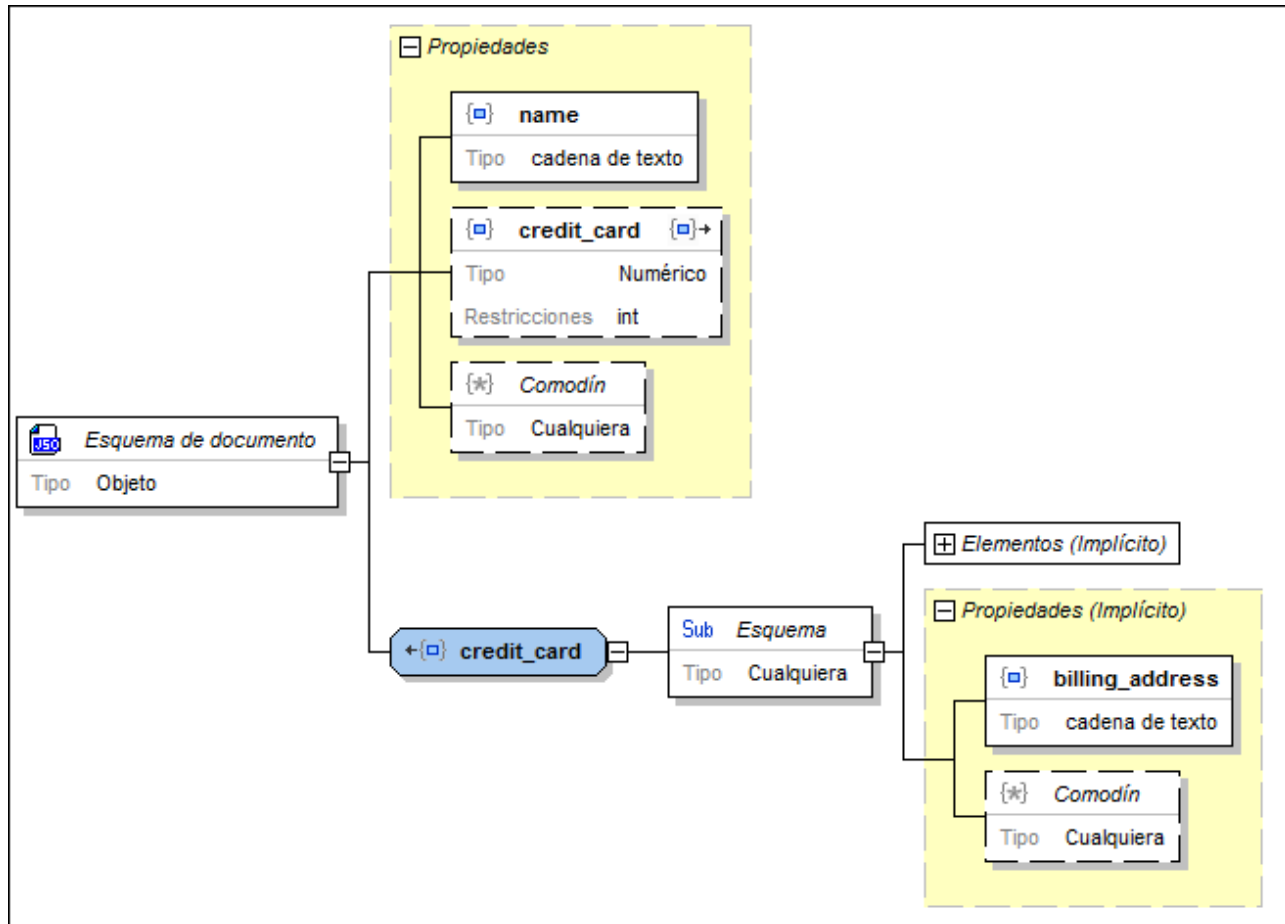 Propiedades
{} name
Tipo cadena de texto
{} credit_card {}→
Tipo Numérico
Restricciones int
{*} Comodín
Tipo Cualquiera
JSO Esquema de documento
Tipo Objeto
←{} credit_card
Sub Esquema
Tipo Cualquiera
Elementos (Implícito)
Propiedades (Implícito)
{} billing_address
Tipo cadena de texto
{*} Comodín
Tipo Cualquiera